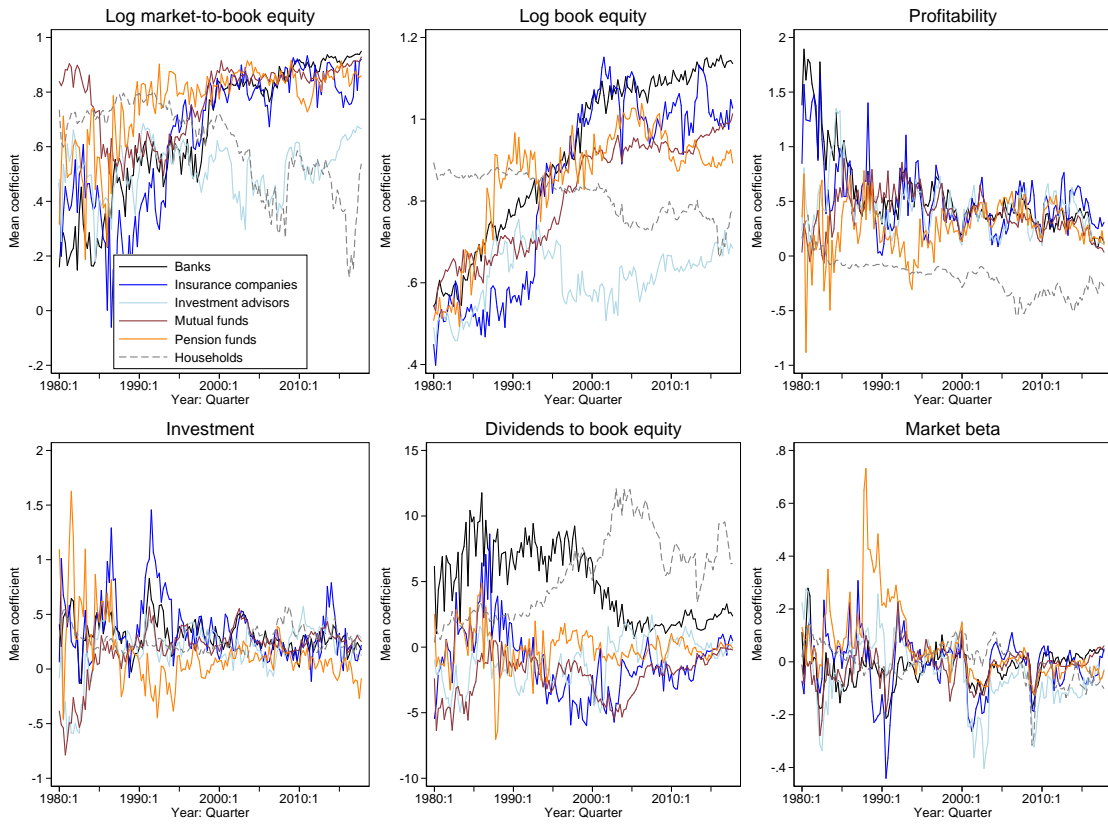 Log market-to-book equity
Mean coefficient
1
.8
.6
.4
.2
0
-.2
Banks
Insurance companies
Investment advisors
Mutual funds
Pension funds
Households
1980:1 1990:1 2000:1 2010:1
Year: Quarter
Log book equity
Mean coefficient
1.2
1
.8
.6
.4
1980:1 1990:1 2000:1 2010:1
Year: Quarter
Profitability
Mean coefficient
2
1.5
1
.5
0
-.5
-1
1980:1 1990:1 2000:1 2010:1
Year: Quarter
Investment
Mean coefficient
2
1.5
1
.5
0
-.5
-1
1980:1 1990:1 2000:1 2010:1
Year: Quarter
Dividends to book equity
Mean coefficient
15
10
5
0
-5
-10
1980:1 1990:1 2000:1 2010:1
Year: Quarter
Market beta
Mean coefficient
.8
.6
.4
.2
0
-.2
-.4
1980:1 1990:1 2000:1 2010:1
Year: Quarter